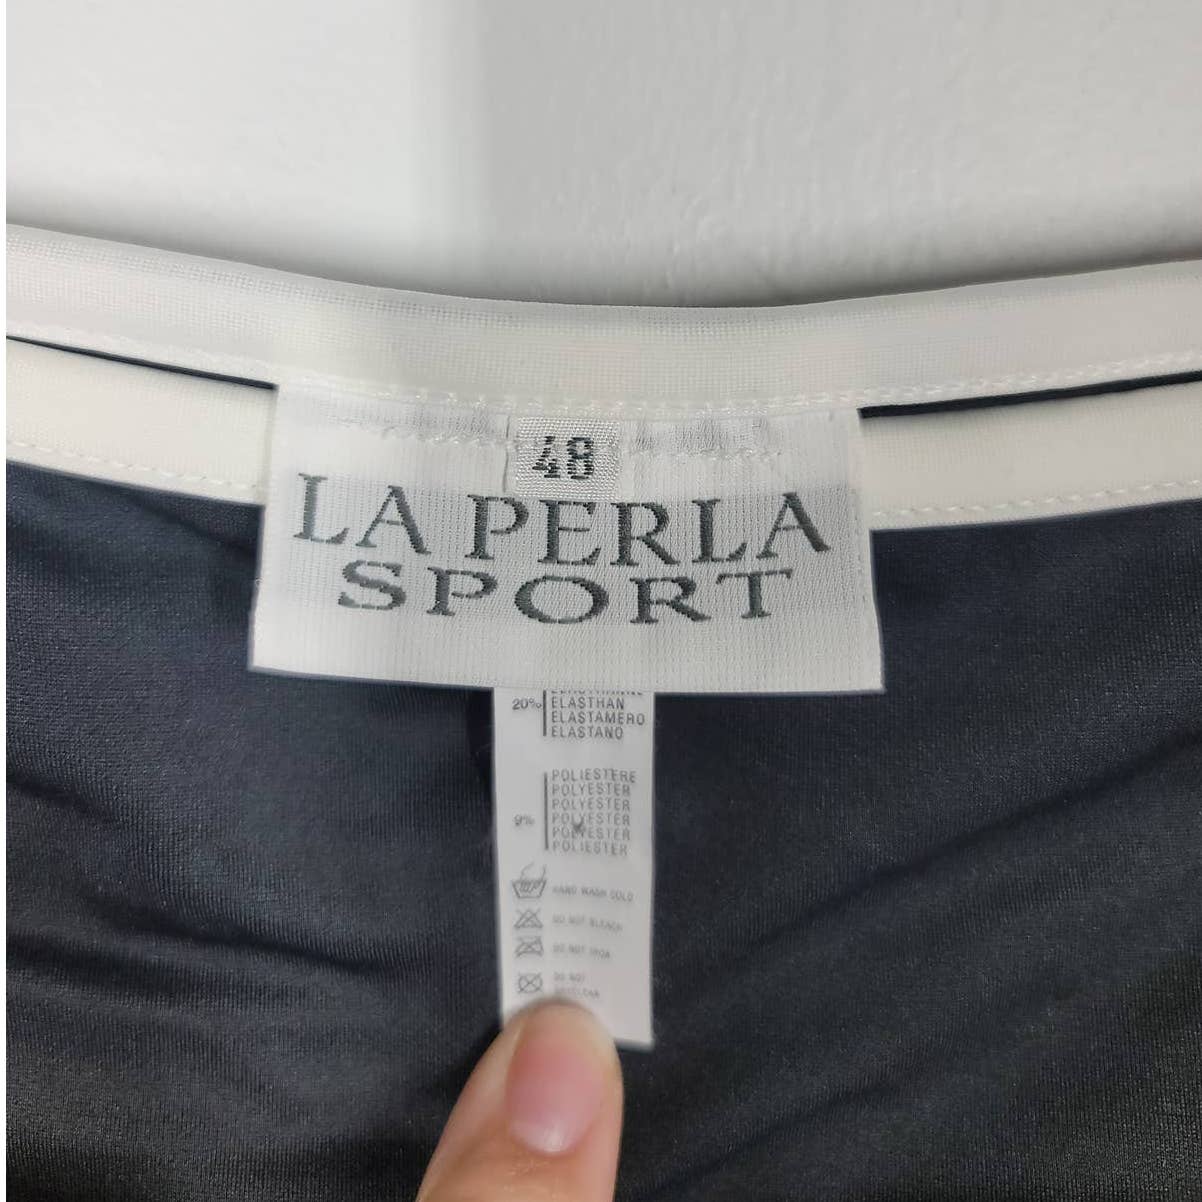 48
LA PERLA
SPORT
20% ELASTHAN
ELASTAMERO
ELASTANO
POLIESTERE
POLYESTER
POLYESTER
9% POLYESTER
POLYESTER
POLIESTER
HAND WASH COLD
DO NOT BLEACH
DO NOT IRON
DO NOT